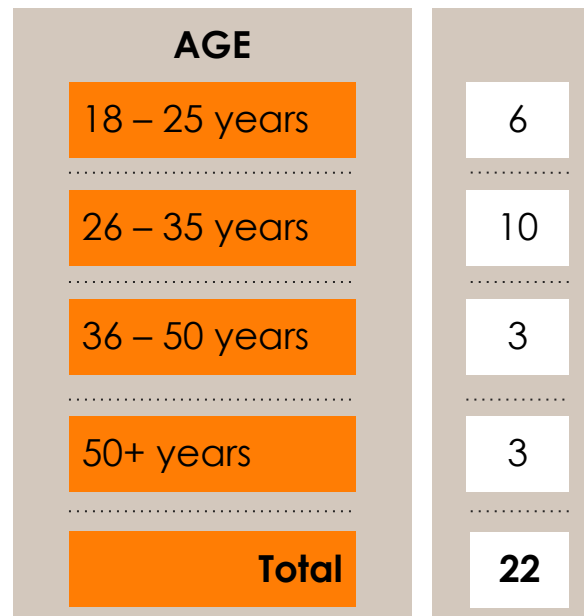 AGE
18 – 25 years 6
26 – 35 years 10
36 – 50 years 3
50+ years 3
Total 22